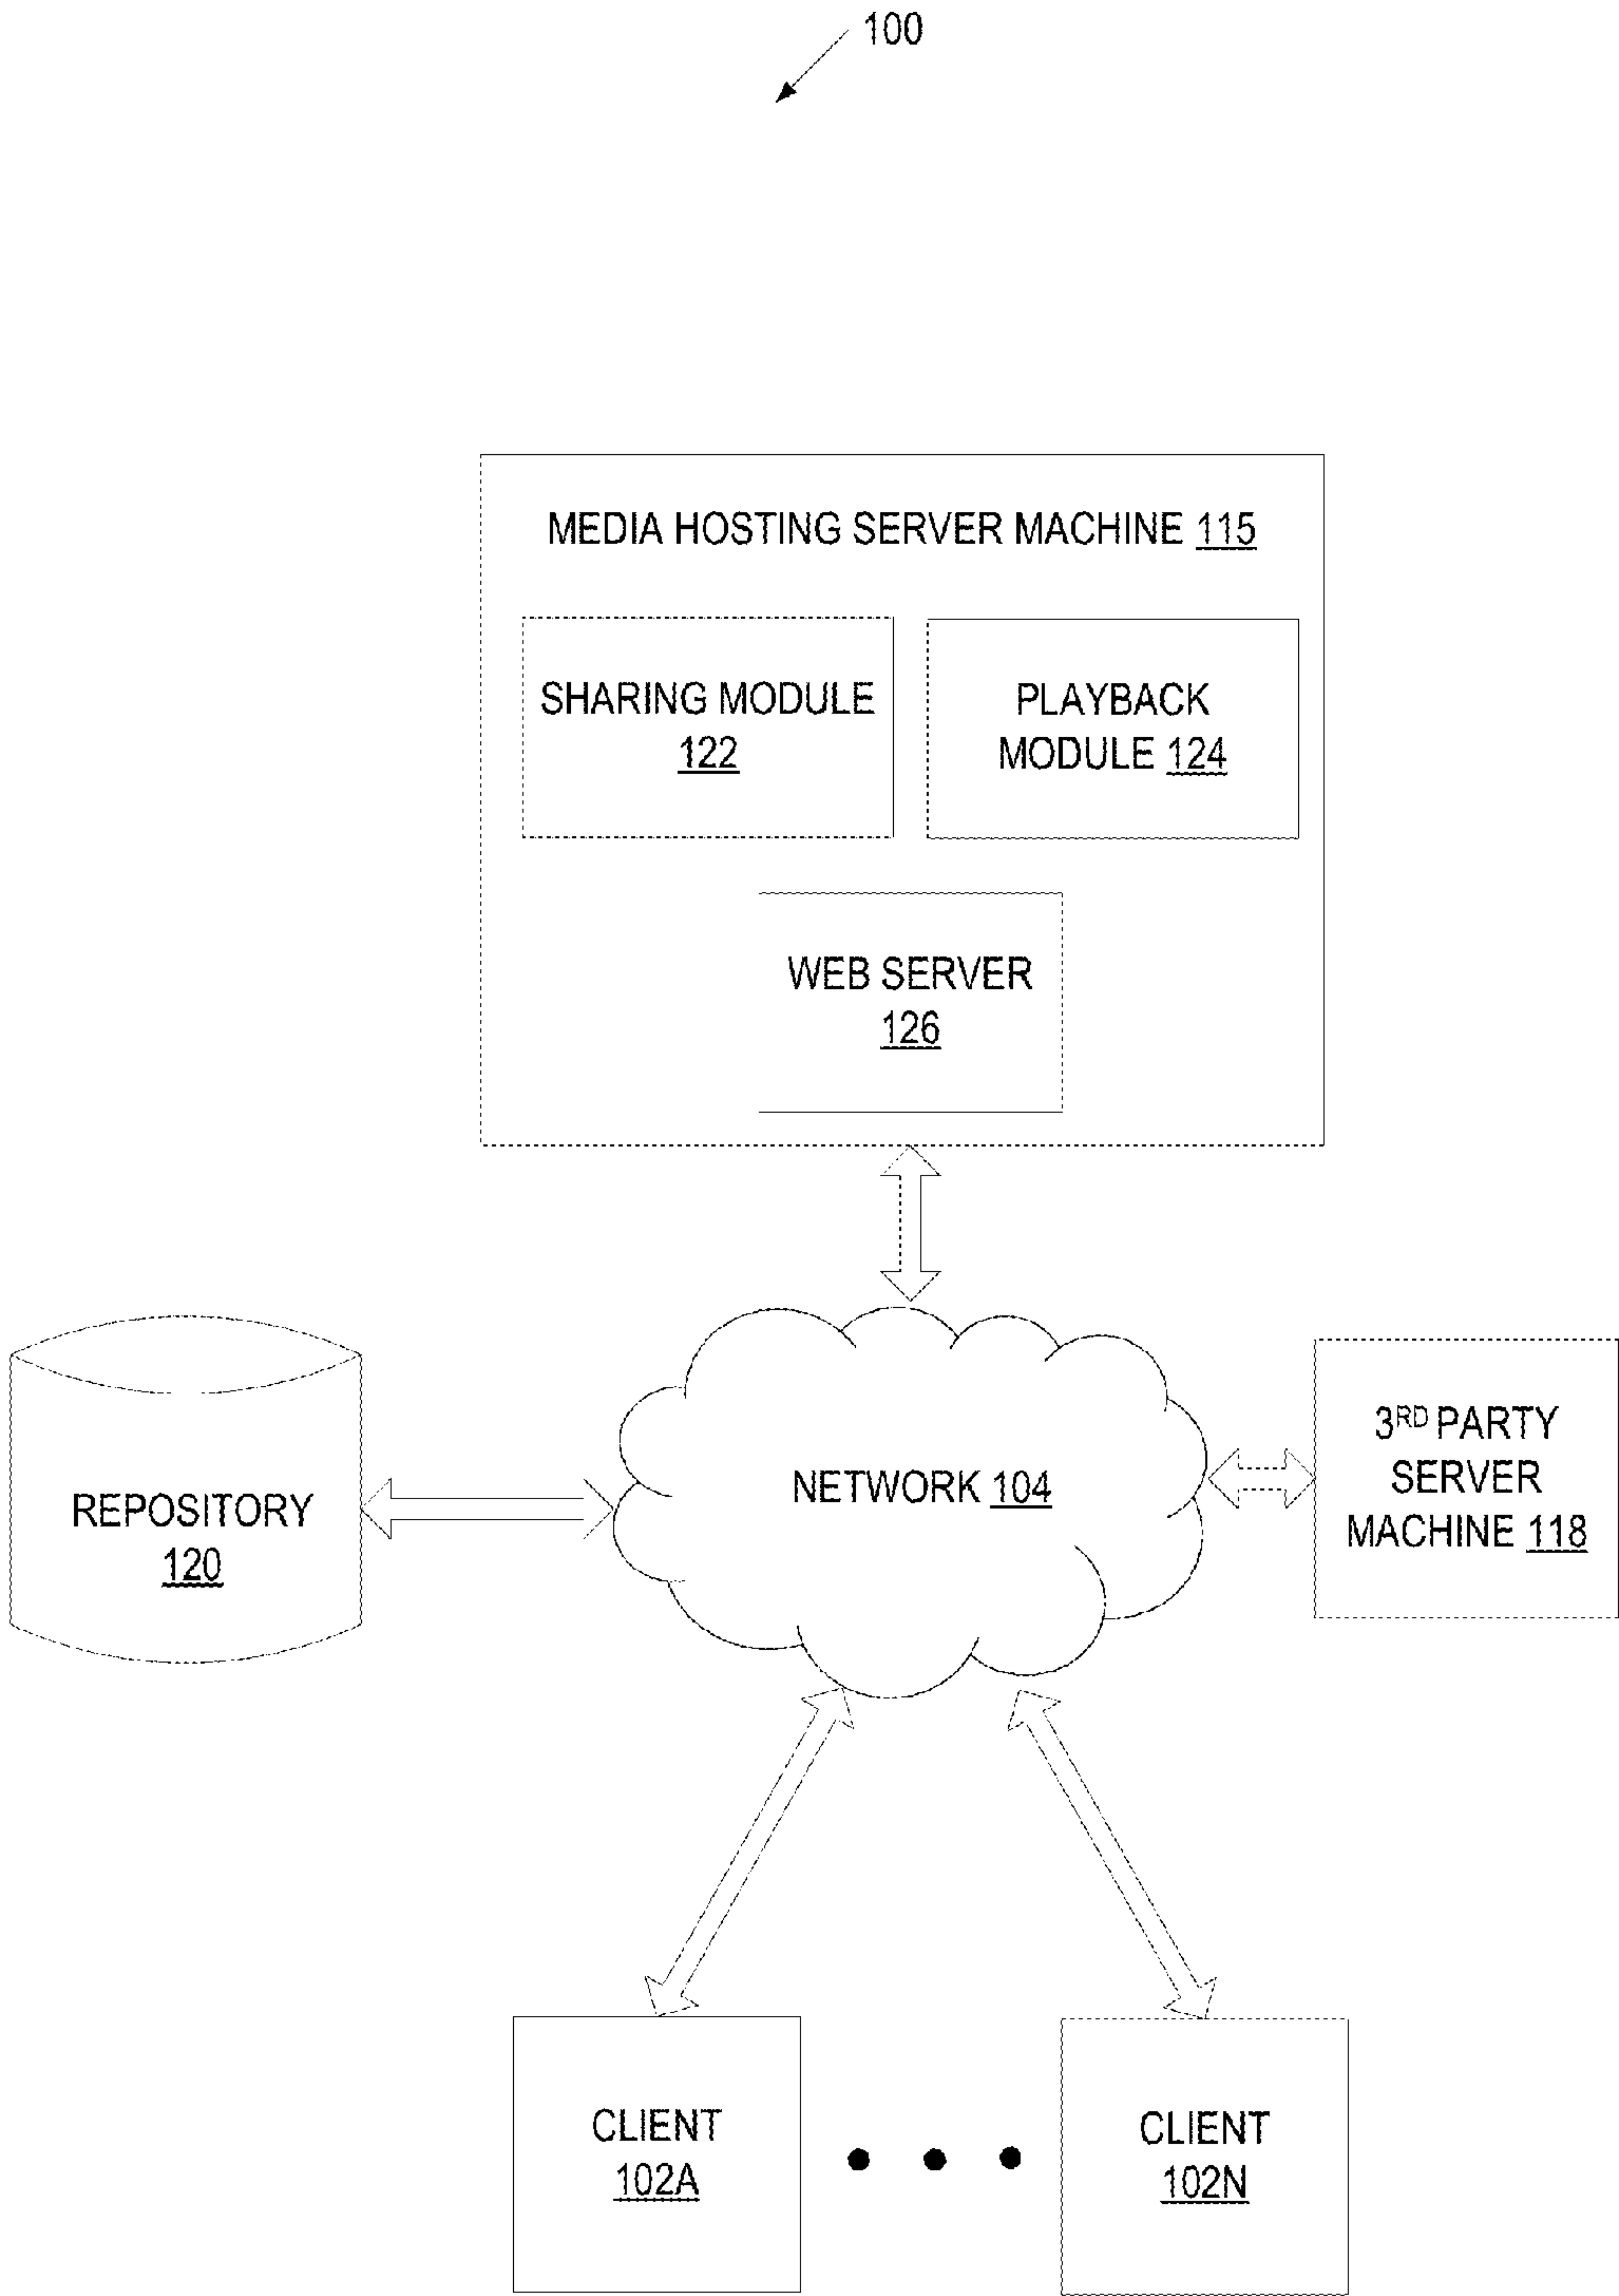 100
MEDIA HOSTING SERVER MACHINE 115
SHARING MODULE
122
PLAYBACK
MODULE 124
WEB SERVER
126
REPOSITORY
120
NETWORK 104
3RD PARTY
SERVER
MACHINE 118
CLIENT
102A
CLIENT
102N